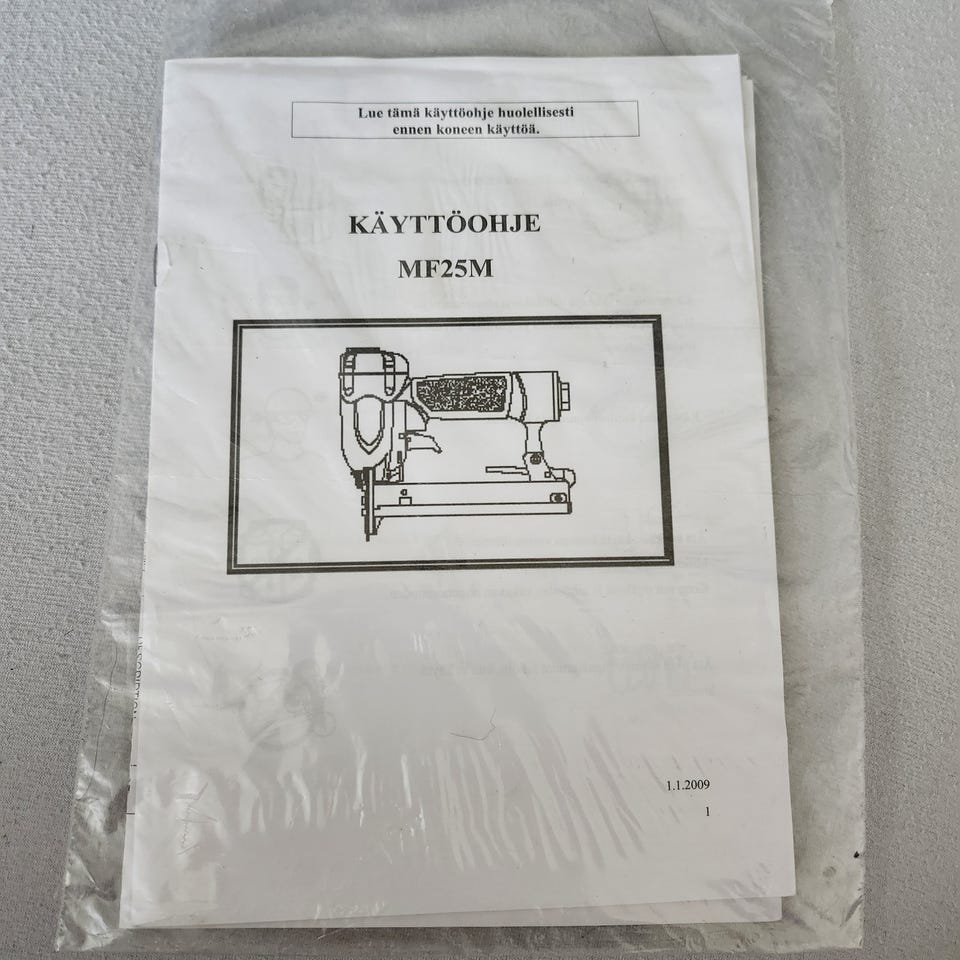 Lue tämä käyttöohje huolellisesti
ennen koneen käyttöä.
KÄYTTÖOHJE
MF25M
1.1.2009
1